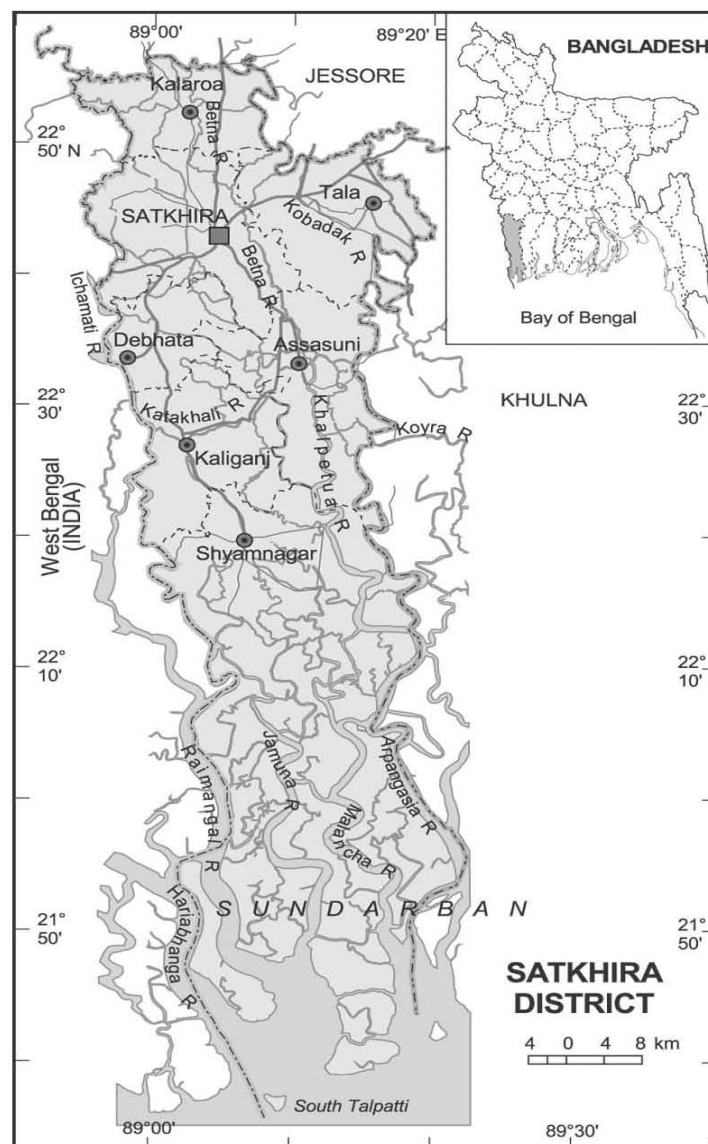 89°00'
89°20' E
BANGLADESH
JESSORE
Kalaroa
Betna R
22°
50' N
Tala
SATKHIRA
Kobadak R
Betna R
Ichamati R
Bay of Bengal
Debhata
Assasuni
22°
30'
KHULNA
22°
30'
Katakhali R
Kholpetua R
Koyra R
Kaliganj
West Bengal
(INDIA)
Shyamnagar
22°
10'
22°
10'
Raimangal R
Jamuna R
Arpangasia R
Malancha R
Hariabhanga R
SUNDARBAN
21°
50'
21°
50'
SATKHIRA
DISTRICT
4 0 4 8 km
South Talpatti
89°00'
89°30'